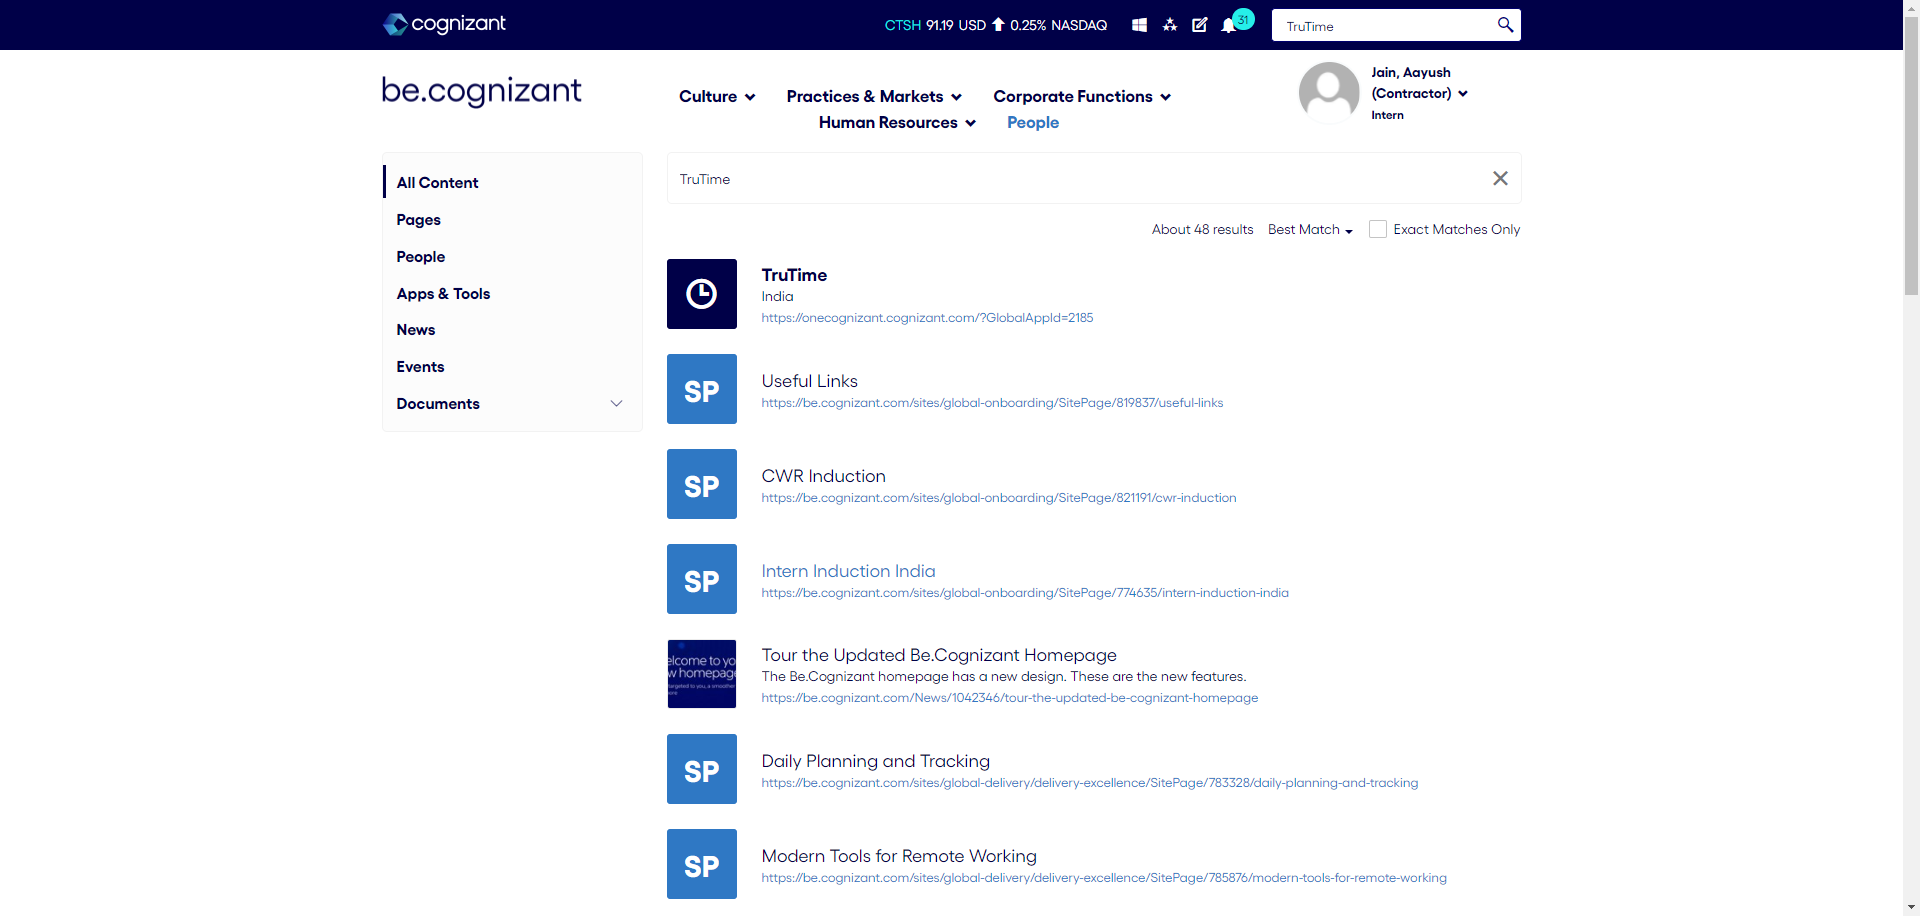 cognizant
CTSH 91.19 USD 0.25% NASDAQ
31
TruTime
be.cognizant
Culture
Practices & Markets
Corporate Functions
Human Resources
People
Jain, Aayush
(Contractor)
Intern
All Content
Pages
People
Apps & Tools
News
Events
Documents
TruTime
About 48 results
Best Match
Exact Matches Only
TruTime
India
https://onecognizant.cognizant.com/?GlobalAppId=2185
SP
Useful Links
https://be.cognizant.com/sites/global-onboarding/SitePage/819837/useful-links
SP
CWR Induction
https://be.cognizant.com/sites/global-onboarding/SitePage/821191/cwr-induction
SP
Intern Induction India
https://be.cognizant.com/sites/global-onboarding/SitePage/774635/intern-induction-india
elcome to yo
w homepage
Tour the Updated Be.Cognizant Homepage
The Be.Cognizant homepage has a new design. These are the new features.
https://be.cognizant.com/News/1042346/tour-the-updated-be-cognizant-homepage
SP
Daily Planning and Tracking
https://be.cognizant.com/sites/global-delivery/delivery-excellence/SitePage/783328/daily-planning-and-tracking
SP
Modern Tools for Remote Working
https://be.cognizant.com/sites/global-delivery/delivery-excellence/SitePage/785876/modern-tools-for-remote-working